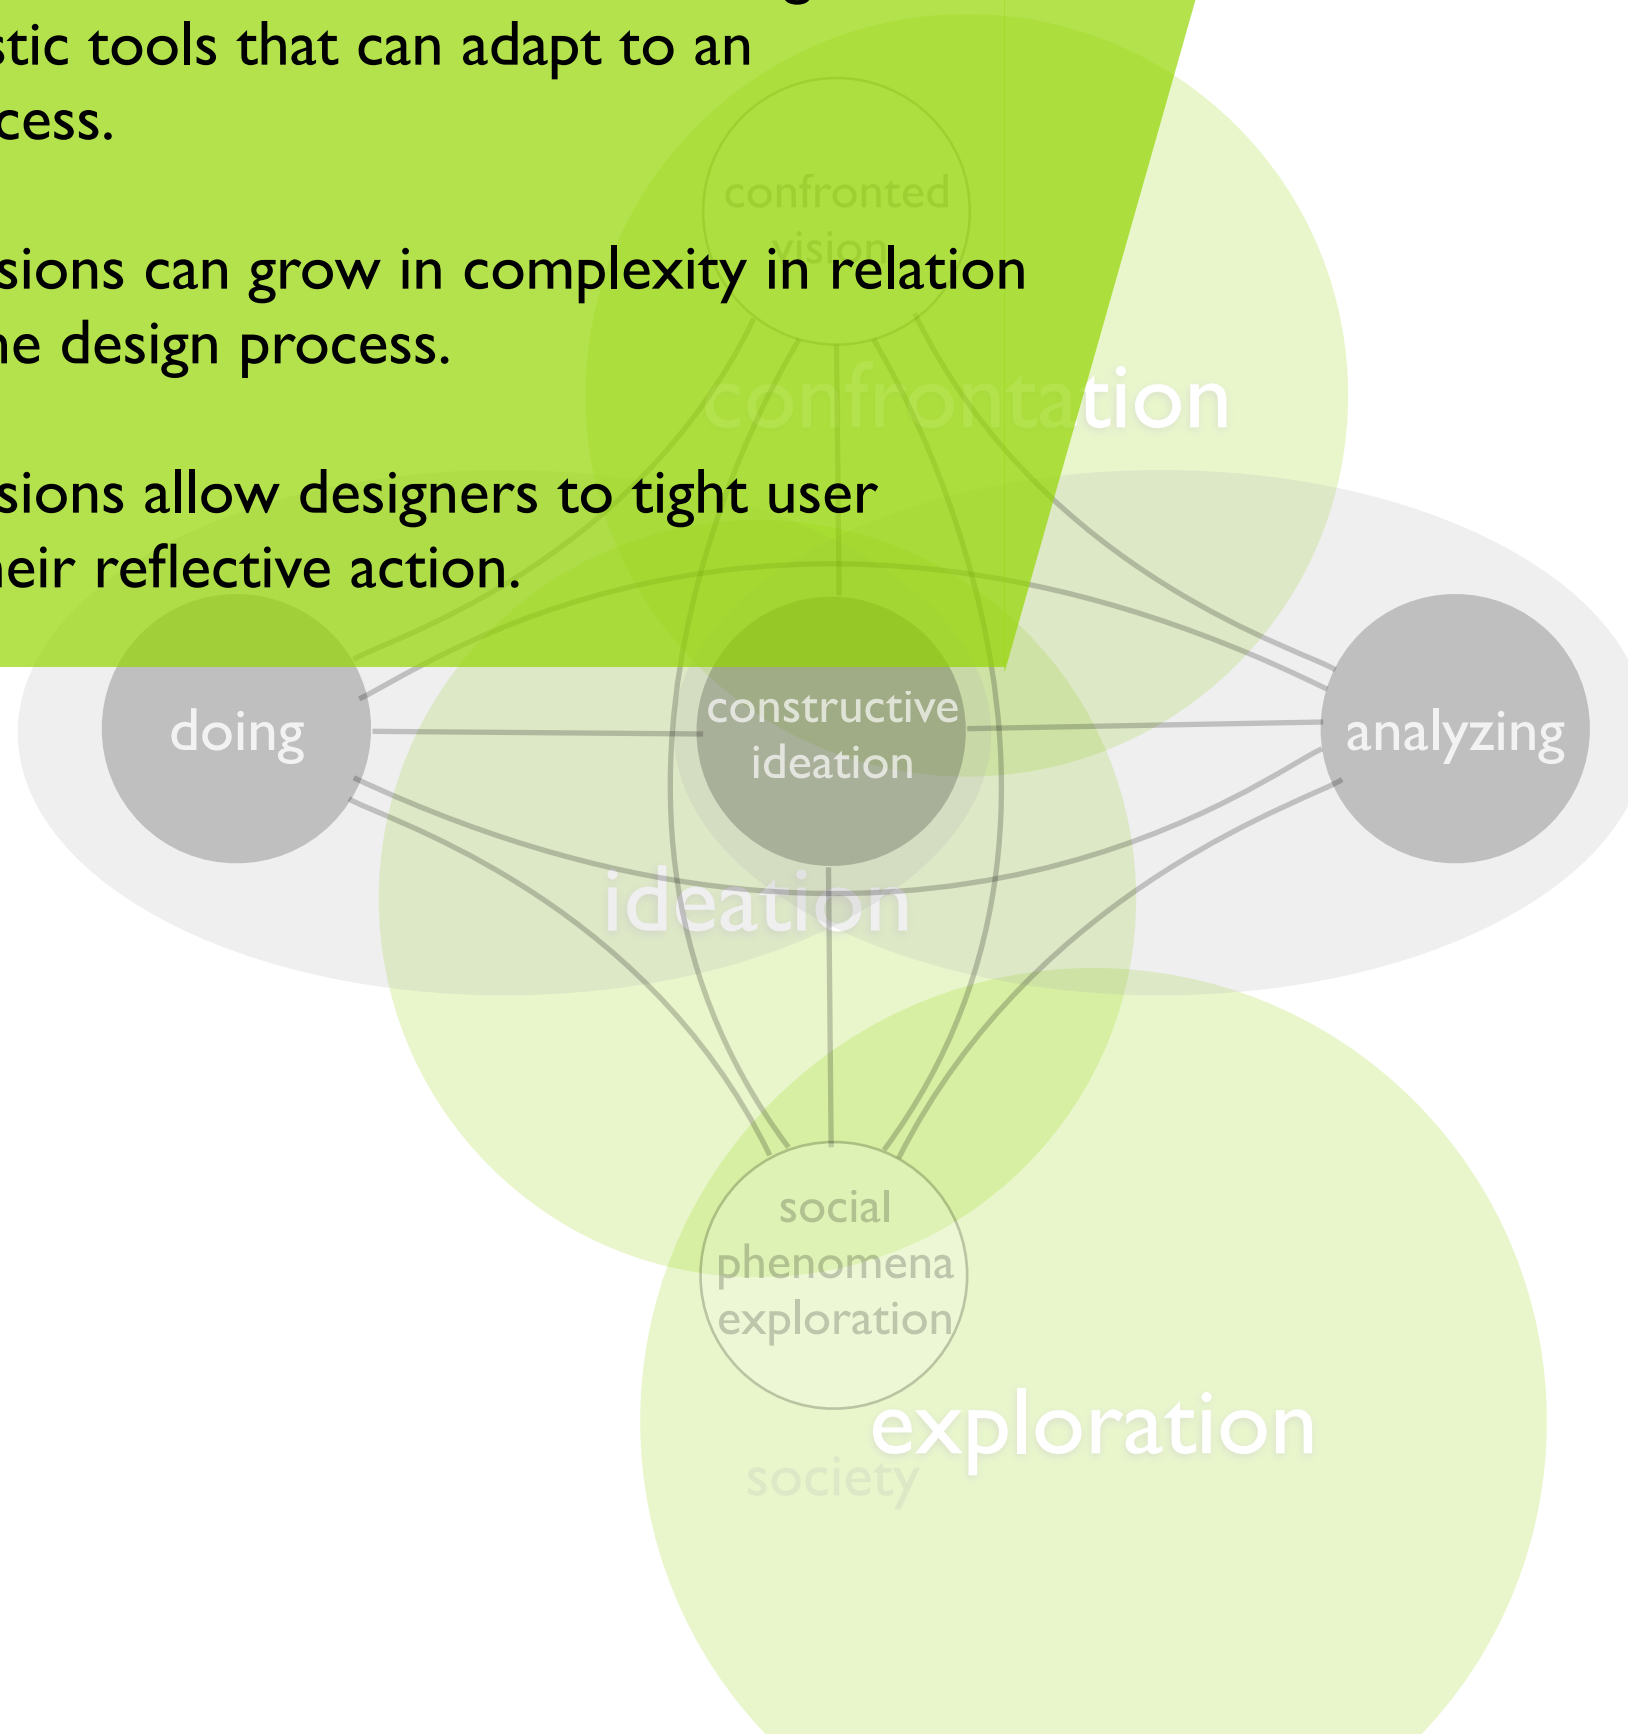 stic tools that can adapt to an
cess.
sions can grow in complexity in relation
ne design process.
sions allow designers to tight user
heir reflective action.
confronted
vision
confrontation
doing
constructive
ideation
analyzing
ideation
social
phenomena
exploration
exploration
society